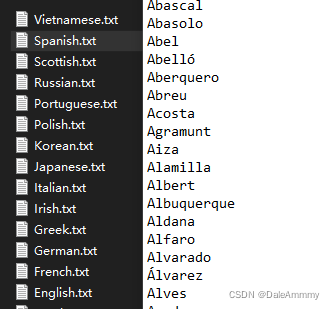 Vietnamese.txt
Spanish.txt
Scottish.txt
Russian.txt
Portuguese.txt
Polish.txt
Korean.txt
Japanese.txt
Italian.txt
Irish.txt
Greek.txt
German.txt
French.txt
English.txt
Abascal
Abasolo
Abel
Abelló
Aberquero
Abreu
Acosta
Agramunt
Aiza
Alamilla
Albert
Albuquerque
Aldana
Alfaro
Alvarado
Álvarez
Alves
CSDN @DaleAmmmy